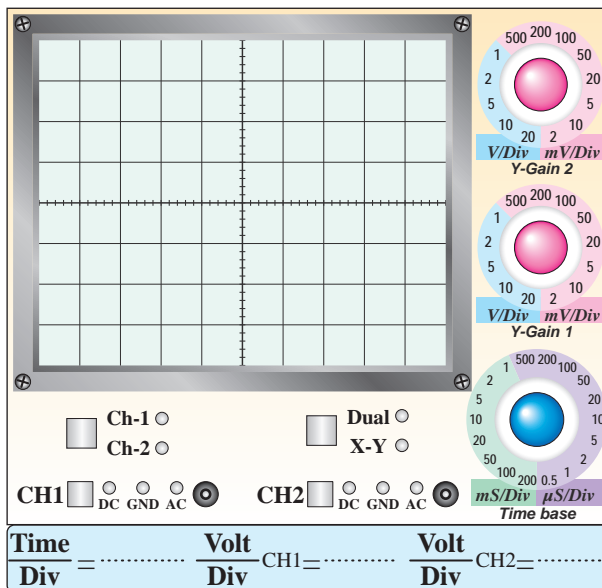 500 200 100
1 50
2 20
5 10
10 20 2
V/Div mV/Div
Y-Gain 2
500 200 100
1 50
2 20
5 10
10 20 2
V/Div mV/Div
Y-Gain 1
1 500 200 100
2 50
5 20
10 10
20 5
50 2
100 200 0.5 1
mS/Div µS/Div
Time base
Ch-1
Ch-2
Dual
X-Y
CH1 DC GND AC
CH2 DC GND AC
Time/Div = ............ Volt/Div CH1= ............ Volt/Div CH2= ............